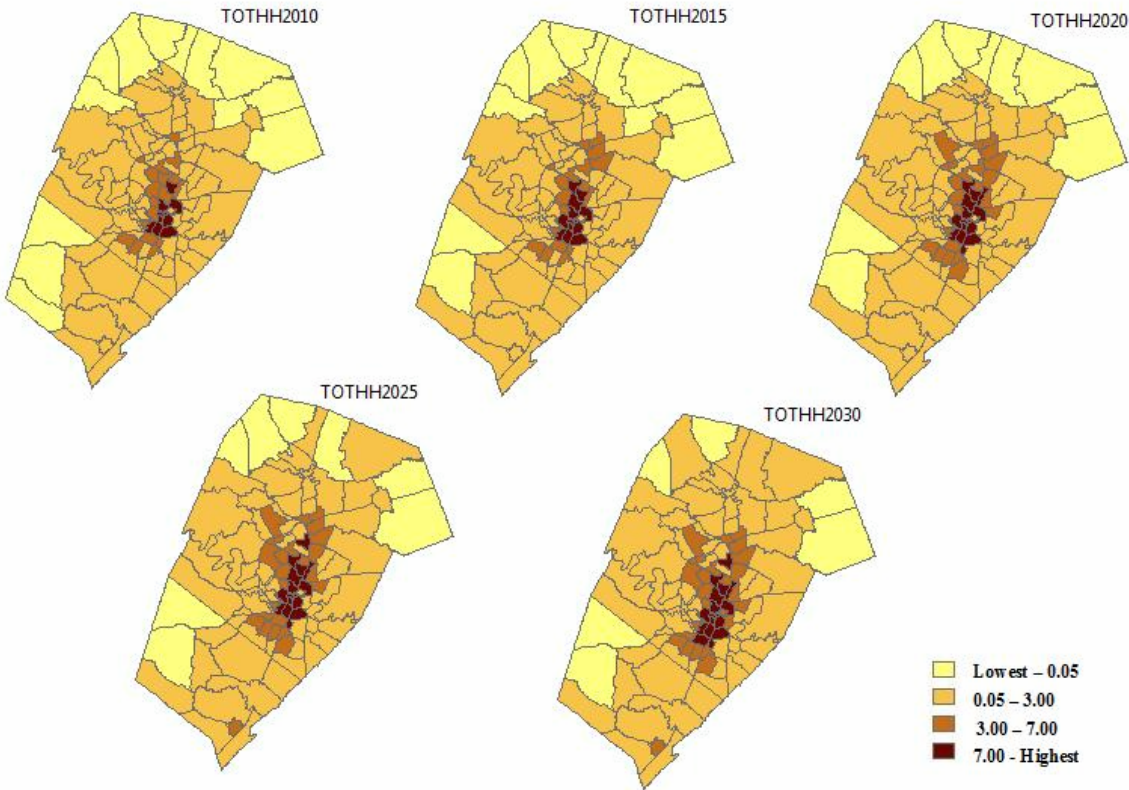 TOTHH2010
TOTHH2015
TOTHH2020
TOTHH2025
TOTHH2030
Lowest – 0.05
0.05 – 3.00
3.00 – 7.00
7.00 - Highest